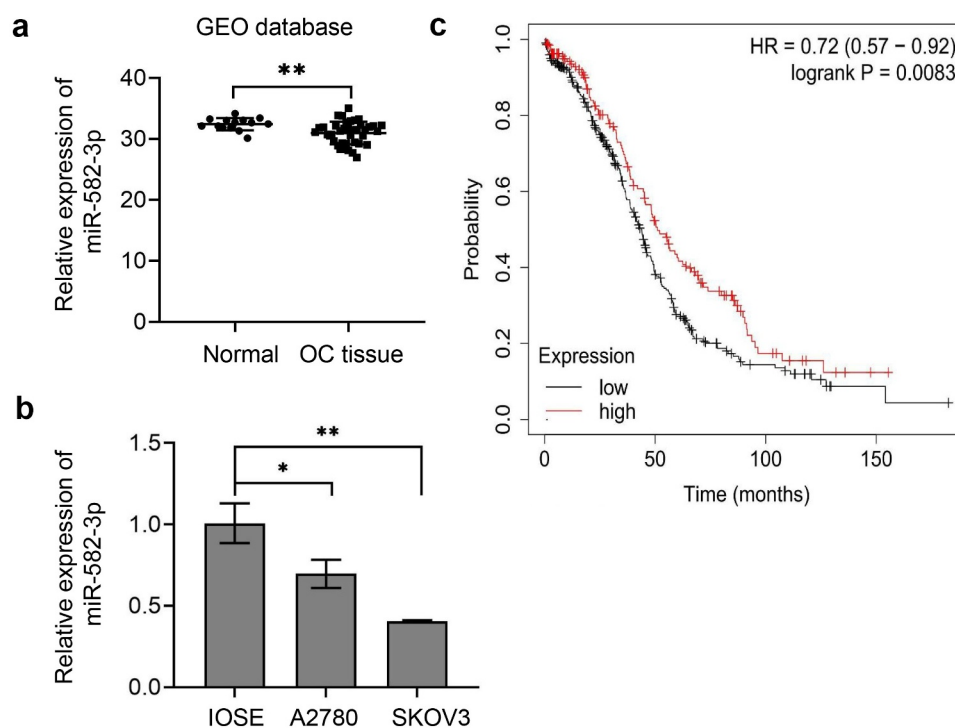 a
GEO database
**
Relative expression of
miR-582-3p
40
30
20
10
0
Normal
OC tissue
b
**
*
Relative expression of
miR-582-3p
1.5
1.0
0.5
0.0
IOSE
A2780
SKOV3
c
HR = 0.72 (0.57 − 0.92)
logrank P = 0.0083
Probability
1.0
0.8
0.6
0.4
0.2
0.0
Expression
low
high
0
50
100
150
Time (months)